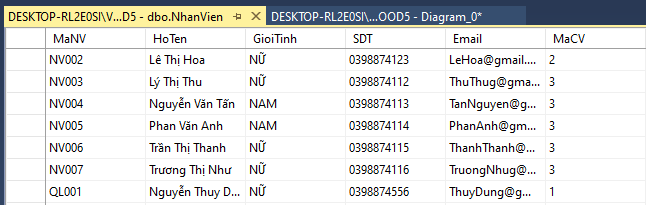 DESKTOP-RL2E0SI\V...D5 - dbo.NhanVien DESKTOP-RL2E0SI\...OOD5 - Diagram_0*
MaNV HoTen GioiTinh SDT Email MaCV
NV002 Lê Thị Hoa NỮ 0398874123 LeHoa@gmail.... 2
NV003 Lý Thị Thu NỮ 0398874112 ThuThug@gma... 3
NV004 Nguyễn Văn Tấn NAM 0398874113 TanNguyen@g... 3
NV005 Phan Văn Anh NAM 0398874114 PhanAnh@gm... 3
NV006 Trần Thị Thanh NỮ 0398874115 ThanhThanh@... 3
NV007 Trương Thị Như NỮ 0398874116 TruongNhug@... 3
QL001 Nguyễn Thuy D... NỮ 0398874556 ThuyDung@g... 1